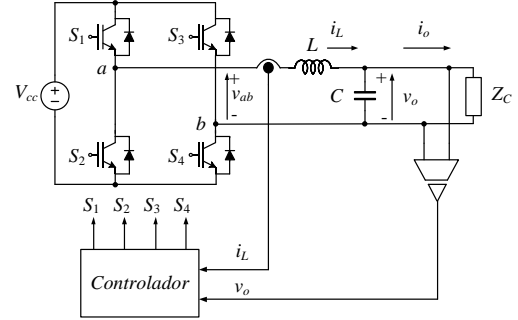 S1 S3 L iL io
a
Vcc + − + vab - C + vo - ZC
b
S2 S4
S1 S2 S3 S4
Controlador iL
vo